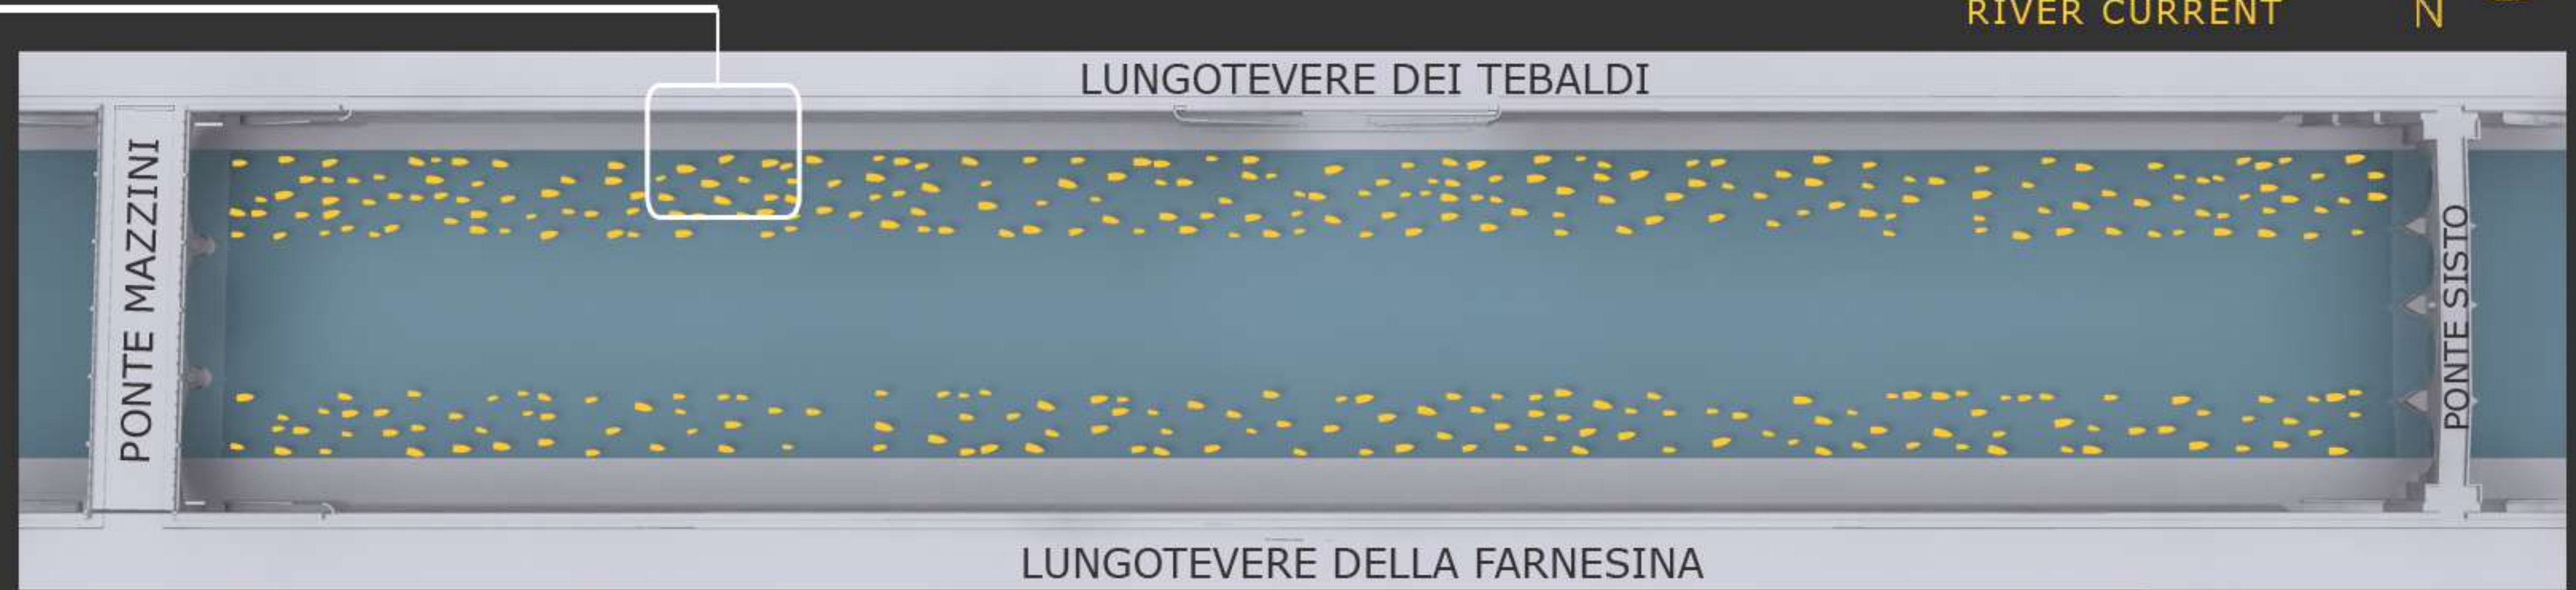 RIVER CURRENT
N
LUNGOTEVERE DEI TEBALDI
PONTE MAZZINI
PONTE SISTO
LUNGOTEVERE DELLA FARNESINA